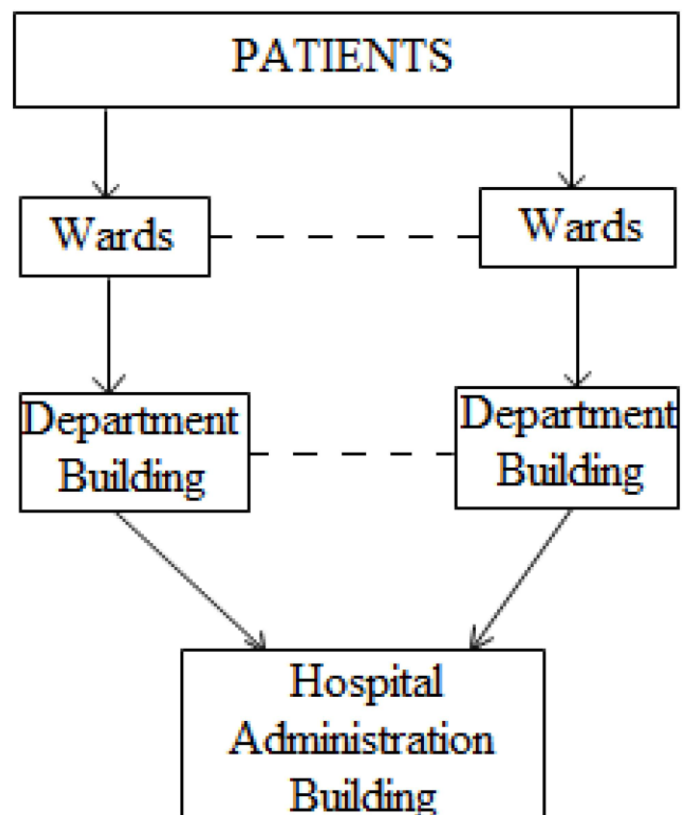 PATIENTS
Wards
Wards
Department
Building
Department
Building
Hospital
Administration
Building